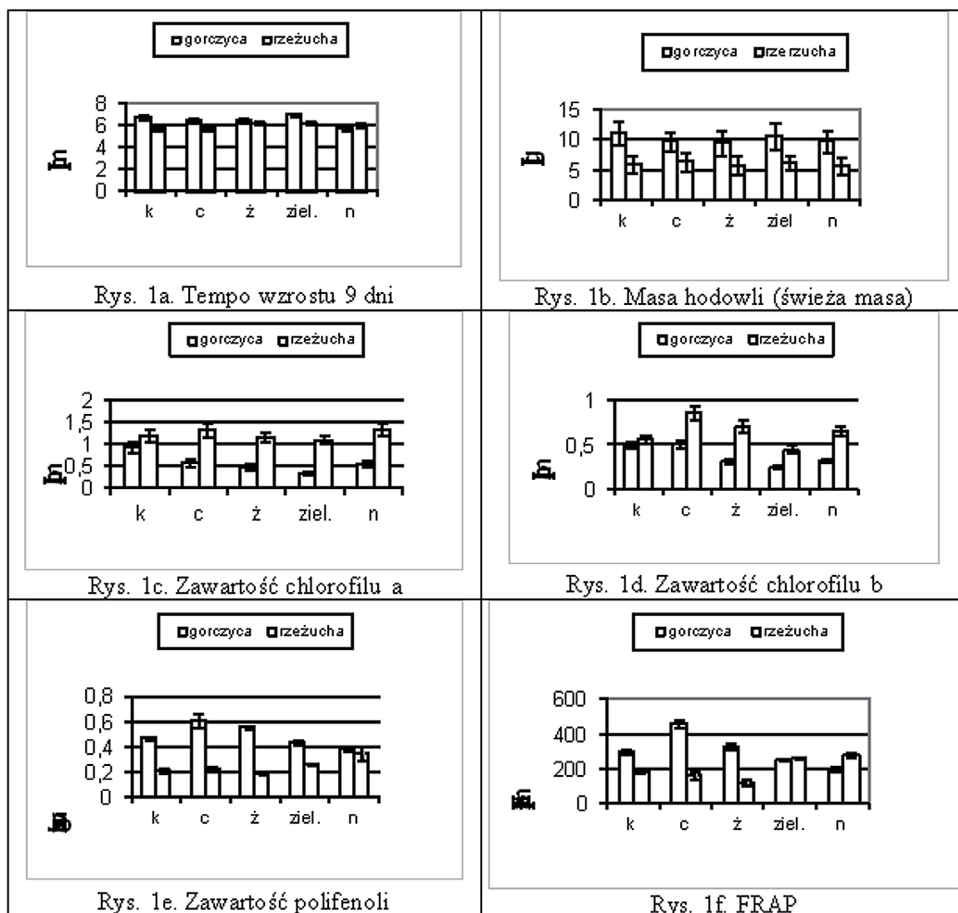 gorczyca rzeżucha
8
6
4
2
0
k c ż ziel. n
Rys. 1a. Tempo wzrostu 9 dni
gorczyca rzerzucha
15
10
5
0
k c ż ziel n
Rys. 1b. Masa hodowli (świeża masa)
gorczyca rzeżucha
2
1,5
1
0,5
0
k c ż ziel. n
Rys. 1c. Zawartość chlorofilu a
gorczyca rzeżucha
1
0,5
0
k c ż ziel. n
Rys. 1d. Zawartość chlorofilu b
gorczyca rzeżucha
0,8
0,6
0,4
0,2
0
k c ż ziel. n
Rys. 1e. Zawartość polifenoli
gorczyca rzeżucha
600
400
200
0
k c ż ziel. n
Rys. 1f. FRAP